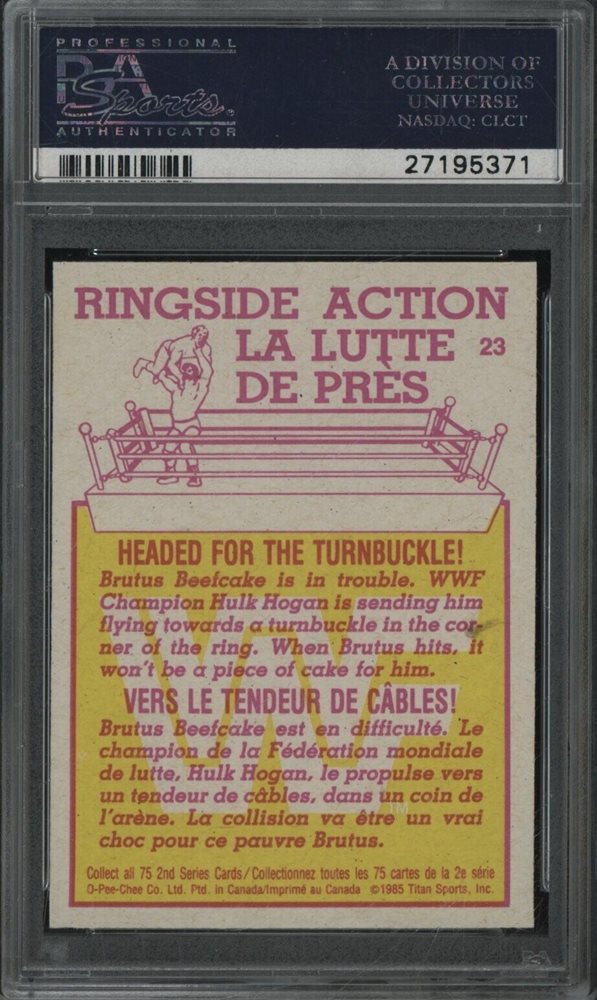 PROFESSIONAL
PSA
Sports
AUTHENTICATOR
A DIVISION OF
COLLECTORS
UNIVERSE
NASDAQ: CLCT
27195371
RINGSIDE ACTION
LA LUTTE 23
DE PRÈS
HEADED FOR THE TURNBUCKLE!
Brutus Beefcake is in trouble. WWF
Champion Hulk Hogan is sending him
flying towards a turnbuckle in the cor-
ner of the ring. When Brutus hits, it
won't be a piece of cake for him.
VERS LE TENDEUR DE CÂBLES!
Brutus Beefcake est en difficulté. Le
champion de la Fédération mondiale
de lutte, Hulk Hogan, le propulse vers
un tendeur de câbles, dans un coin de
l'arène. La collision va être un vrai
choc pour ce pauvre Brutus.
Collect all 75 2nd Series Cards/Collectionnez toutes les 75 cartes de la 2e série
O-Pee-Chee Co. Ltd. Ptd. in Canada/Imprimé au Canada ©1985 Titan Sports, Inc.
WF
TM
PSA